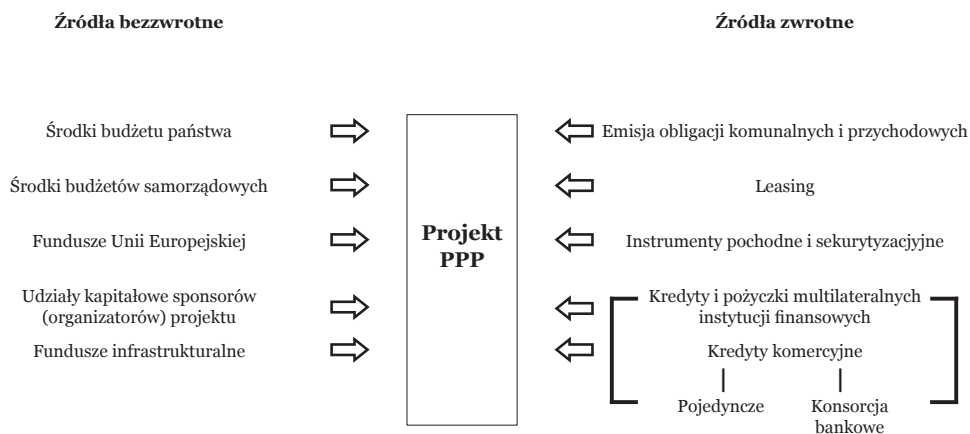 Źródła bezzwrotne
Źródła zwrotne
Środki budżetu państwa
Emisja obligacji komunalnych i przychodowych
Środki budżetów samorządowych
Leasing
Fundusze Unii Europejskiej
Projekt
PPP
Instrumenty pochodne i sekurytyzacjyjne
Udziały kapitałowe sponsorów
(organizatorów) projektu
Kredyty i pożyczki multilateralnych
instytucji finansowych
Fundusze infrastrukturalne
Kredyty komercyjne
Pojedyncze
Konsorcja
bankowe